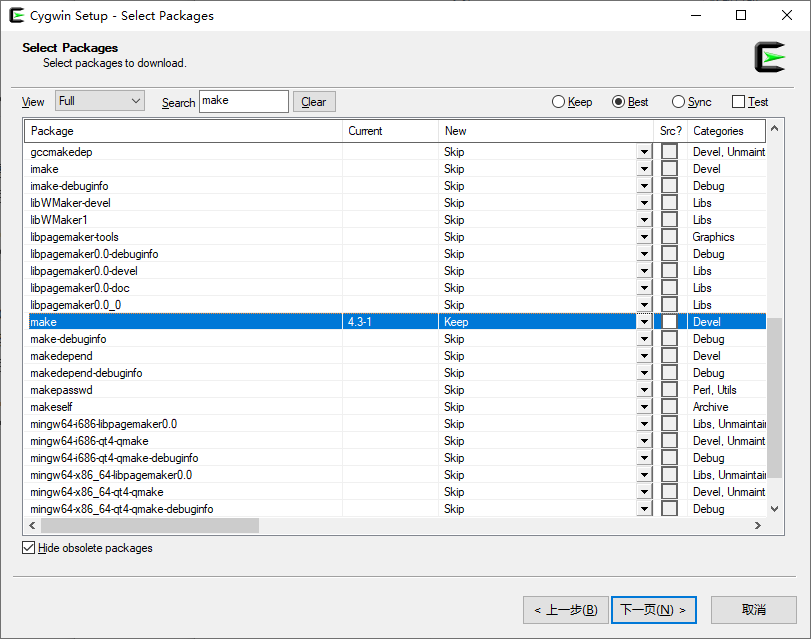 Cygwin Setup - Select Packages
Select Packages
Select packages to download.
View Full Search make Clear Keep Best Sync Test
Package Current New Src? Categories
gccmakedep Skip Devel, Unmaint
imake Skip Devel
imake-debuginfo Skip Debug
libWMaker-devel Skip Libs
libWMaker1 Skip Libs
libpagemaker-tools Skip Graphics
libpagemaker0.0-debuginfo Skip Debug
libpagemaker0.0-devel Skip Libs
libpagemaker0.0-doc Skip Libs
libpagemaker0.0_0 Skip Libs
make 4.3-1 Keep Devel
make-debuginfo Skip Debug
makedepend Skip Devel
makedepend-debuginfo Skip Debug
makepasswd Skip Perl, Utils
makeself Skip Archive
mingw64-i686-libpagemaker0.0 Skip Libs, Unmaintai
mingw64-i686-qt4-qmake Skip Devel, Unmaint
mingw64-i686-qt4-qmake-debuginfo Skip Debug
mingw64-x86_64-libpagemaker0.0 Skip Libs, Unmaintai
mingw64-x86_64-qt4-qmake Skip Devel, Unmaint
mingw64-x86_64-qt4-qmake-debuginfo Skip Debug
Hide obsolete packages
< 上一步(B) 下一页(N) > 取消